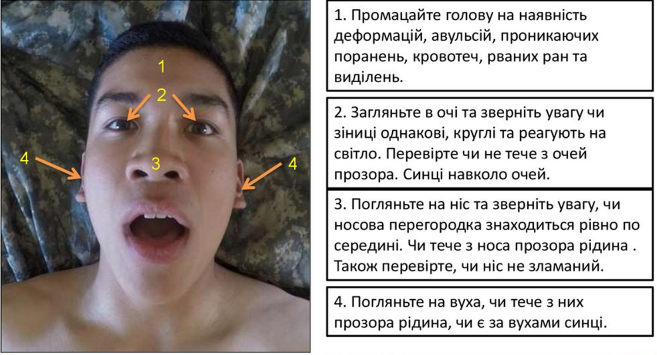 1
2
3
4
4
1. Промацайте голову на наявність
деформацій, авульсій, проникаючих
поранень, кровотеч, рваних ран та
виділень.
2. Загляньте в очі та зверніть увагу чи
зіниці однакові, круглі та реагують на
світло. Перевірте чи не тече з очей
прозора. Синці навколо очей.
3. Погляньте на ніс та зверніть увагу, чи
носова перегородка знаходиться рівно по
середині. Чи тече з носа прозора рідина .
Також перевірте, чи ніс не зламаний.
4. Погляньте на вуха, чи тече з них
прозора рідина, чи є за вухами синці.